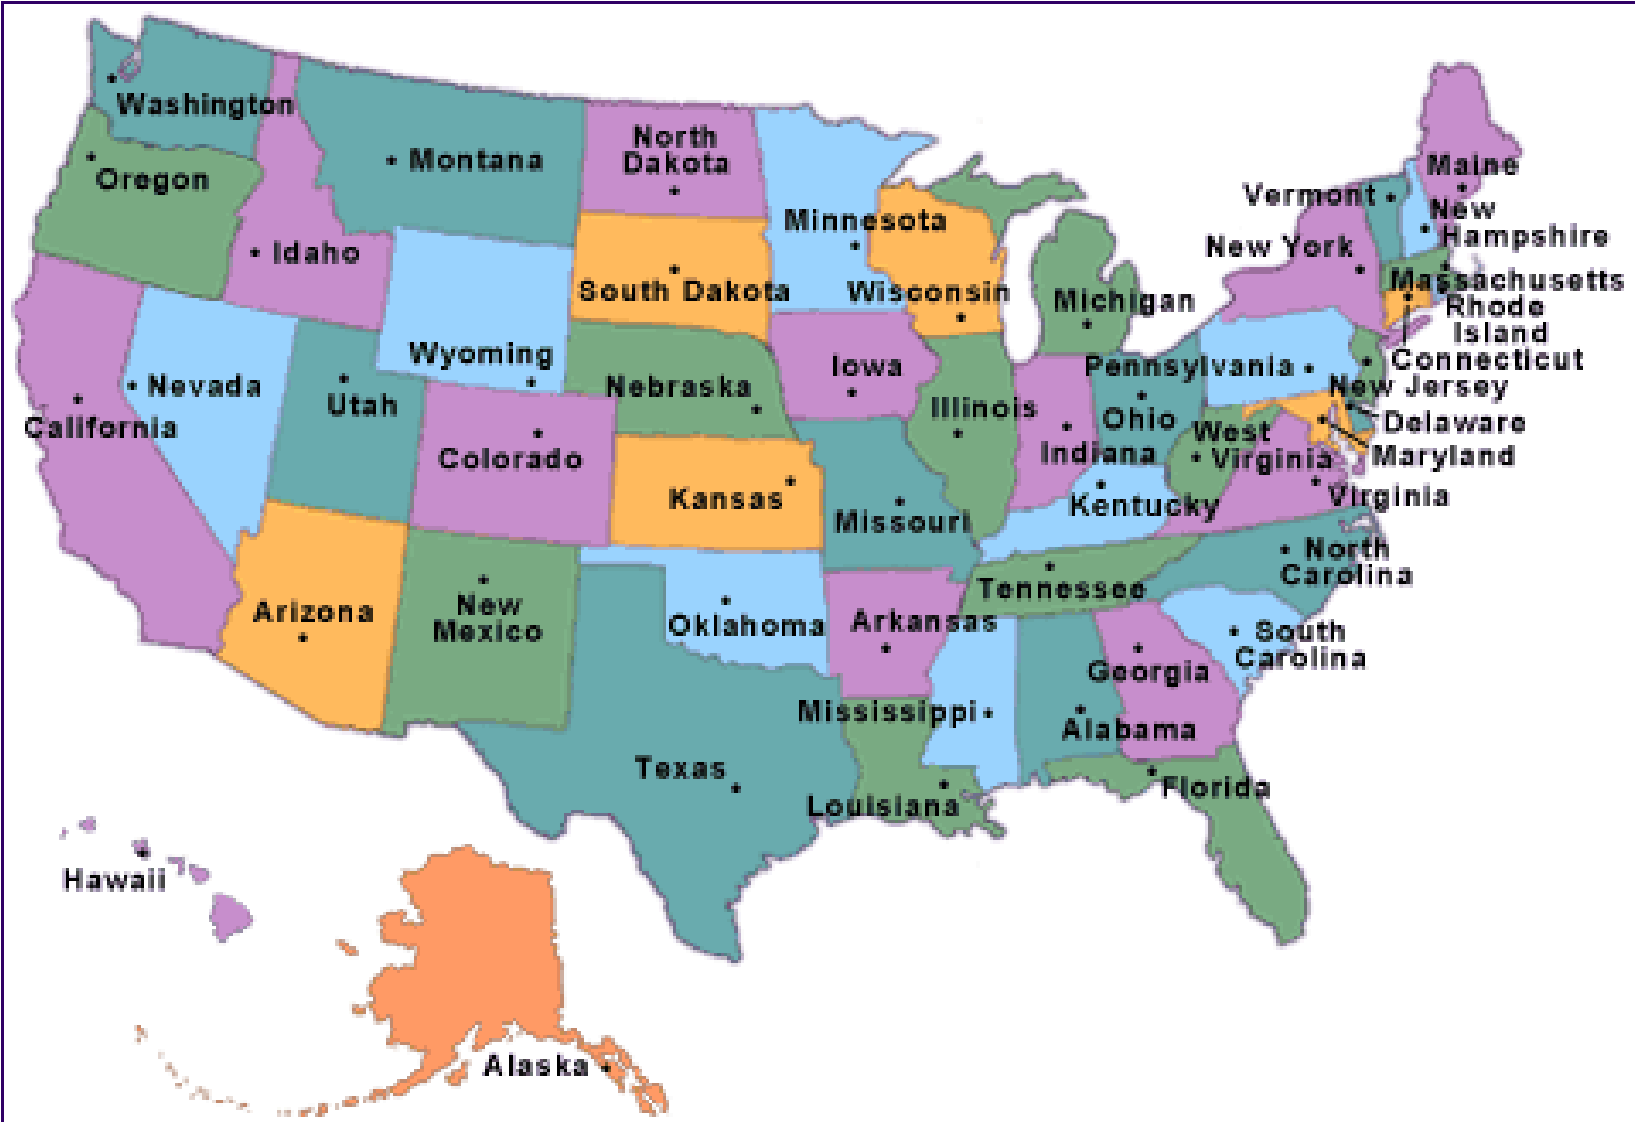 Washington
Oregon
Montana
Idaho
North
Dakota
South Dakota
Minnesota
Wisconsin
Michigan
Vermont
Maine
New
Hampshire
New York
Massachusetts
Rhode
Island
Connecticut
New Jersey
Pennsylvania
Delaware
Maryland
Wyoming
Nevada
Utah
California
Colorado
Nebraska
Iowa
Illinois
Indiana
Ohio
West
Virginia
Virginia
Kansas
Missouri
Kentucky
North
Carolina
Tennessee
Arizona
New
Mexico
Oklahoma
Arkansas
South
Carolina
Georgia
Mississippi
Alabama
Texas
Louisiana
Florida
Hawaii
Alaska